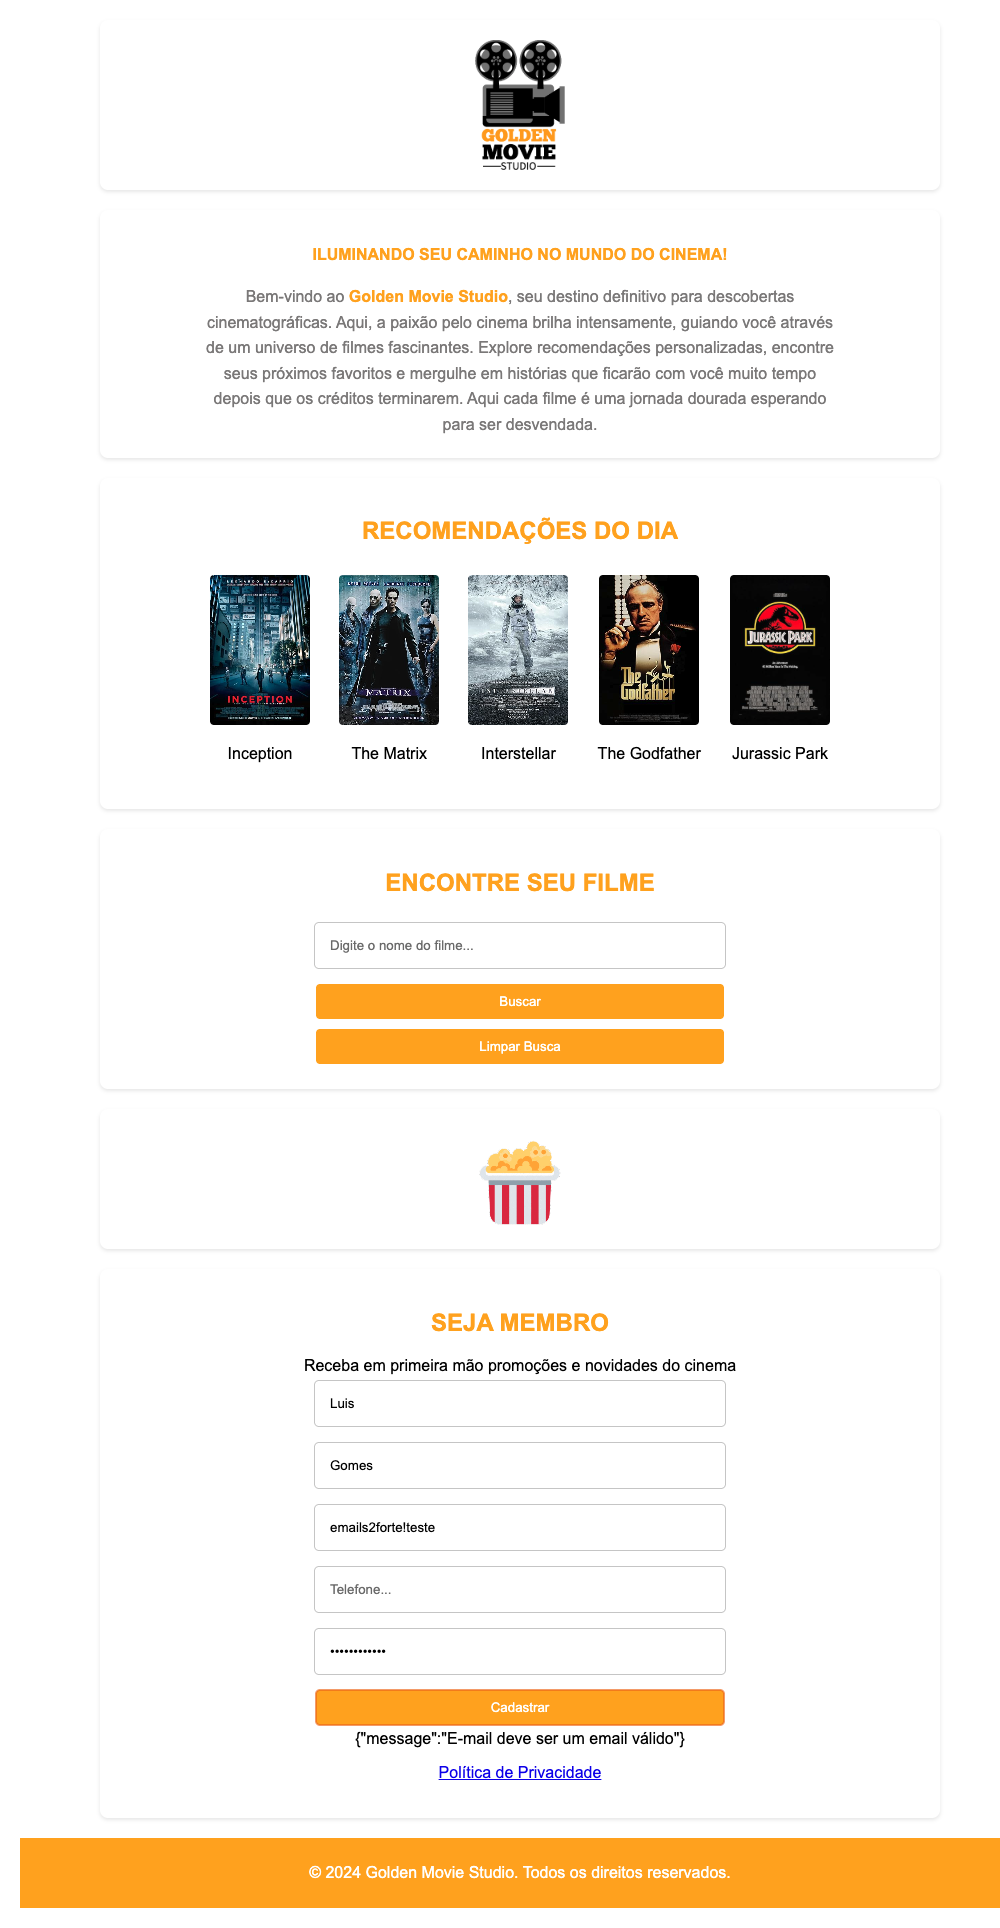 GOLDEN
MOVIE
STUDIO
ILUMINANDO SEU CAMINHO NO MUNDO DO CINEMA!
Bem-vindo ao Golden Movie Studio, seu destino definitivo para descobertas
cinematográficas. Aqui, a paixão pelo cinema brilha intensamente, guiando você através
de um universo de filmes fascinantes. Explore recomendações personalizadas, encontre
seus próximos favoritos e mergulhe em histórias que ficarão com você muito tempo
depois que os créditos terminarem. Aqui cada filme é uma jornada dourada esperando
para ser desvendada.
RECOMENDAÇÕES DO DIA
INCEPTION
MATRIX
INTERSTELLAR
The Godfather
JURASSIC PARK
Inception
The Matrix
Interstellar
The Godfather
Jurassic Park
ENCONTRE SEU FILME
Digite o nome do filme...
Buscar
Limpar Busca
SEJA MEMBRO
Receba em primeira mão promoções e novidades do cinema
Luis
Gomes
emails2forte!teste
Telefone...
••••••••••••
Cadastrar
{"message":"E-mail deve ser um email válido"}
Política de Privacidade
© 2024 Golden Movie Studio. Todos os direitos reservados.